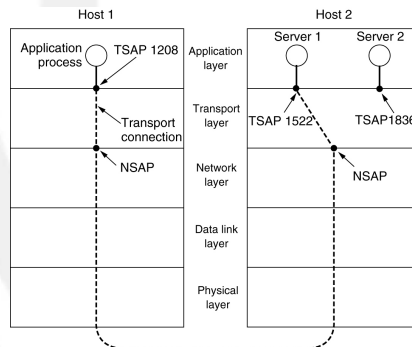 Host 1
Host 2
Application
process
TSAP 1208
Application
layer
Server 1
Server 2
Transport
connection
Transport
layer
TSAP 1522
TSAP1836
NSAP
Network
layer
NSAP
Data link
layer
Physical
layer